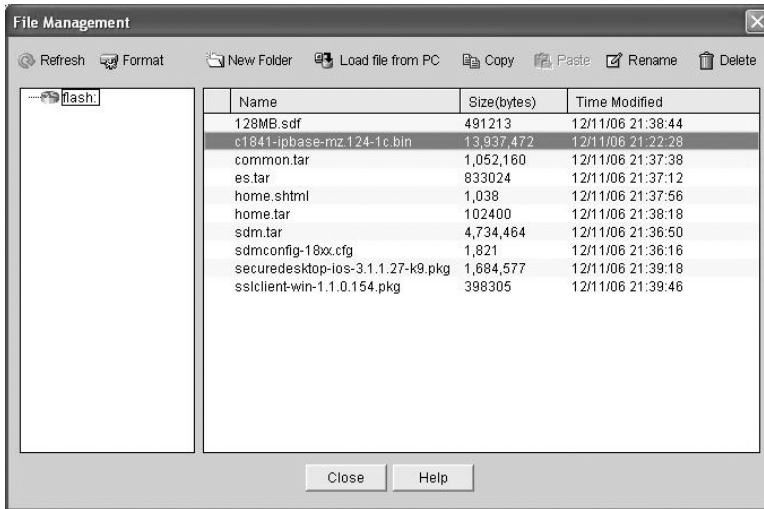 File Management
Refresh Format New Folder Load file from PC Copy Paste Rename Delete
flash:
Name Size(bytes) Time Modified
128MB.sdf 491213 12/11/06 21:38:44
c1841-ipbase-mz.124-1c.bin 13,937,472 12/11/06 21:22:28
common.tar 1,052,160 12/11/06 21:37:38
es.tar 833024 12/11/06 21:37:12
home.shtml 1,038 12/11/06 21:37:56
home.tar 102400 12/11/06 21:38:18
sdm.tar 4,734,464 12/11/06 21:36:50
sdmconfig-18xx.cfg 1,821 12/11/06 21:36:16
securedesktop-ios-3.1.1.27-k9.pkg 1,684,577 12/11/06 21:39:18
sslclient-win-1.1.0.154.pkg 398305 12/11/06 21:39:46
Close Help